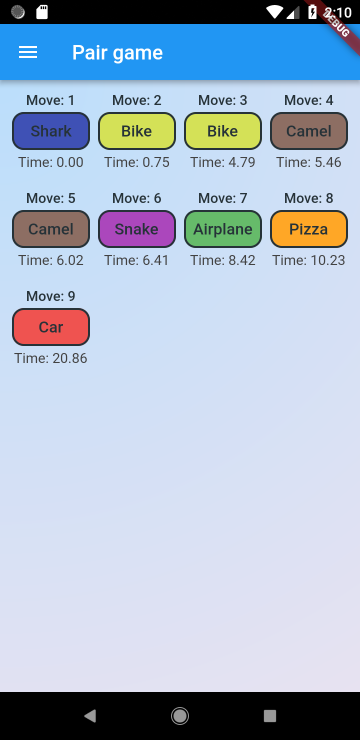 2:10
DEBUG
Pair game
Move: 1 Move: 2 Move: 3 Move: 4
Shark Bike Bike Camel
Time: 0.00 Time: 0.75 Time: 4.79 Time: 5.46
Move: 5 Move: 6 Move: 7 Move: 8
Camel Snake Airplane Pizza
Time: 6.02 Time: 6.41 Time: 8.42 Time: 10.23
Move: 9
Car
Time: 20.86